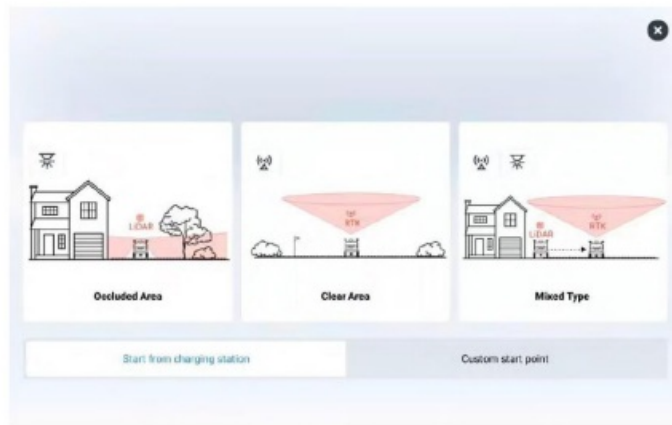 LiDAR
Occluded Area
RTK
Clear Area
LiDAR
RTK
Mixed Type
Start from charging station
Custom start point